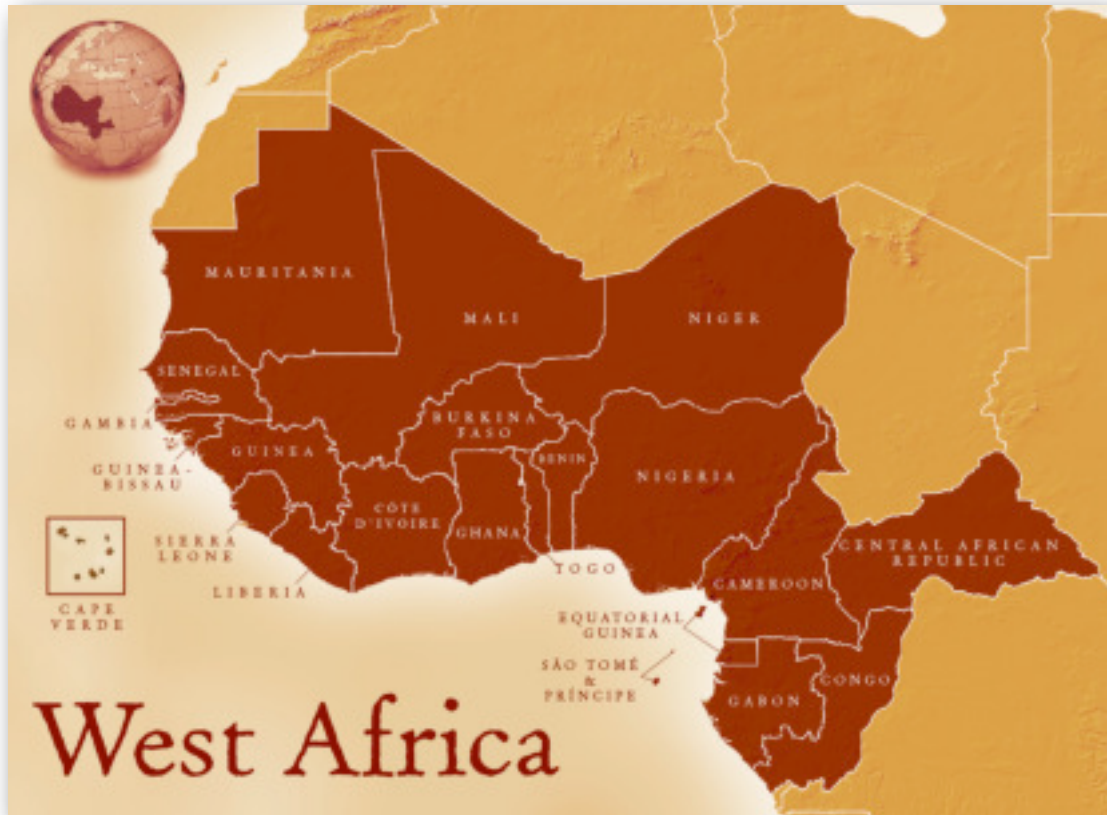 MAURITANIA
MALI
NIGER
SENEGAL
GAMBIA
BURKINA
FASO
GUINEA
GUINEA-
BISSAU
BENIN
NIGERIA
CÔTE
D'IVOIRE
GHANA
SIERRA
LEONE
CENTRAL AFRICAN
REPUBLIC
TOGO
LIBERIA
CAMEROON
CAPE
VERDE
EQUATORIAL
GUINEA
SÃO TOMÉ
&
PRÍNCIPE
CONGO
GABON
West Africa